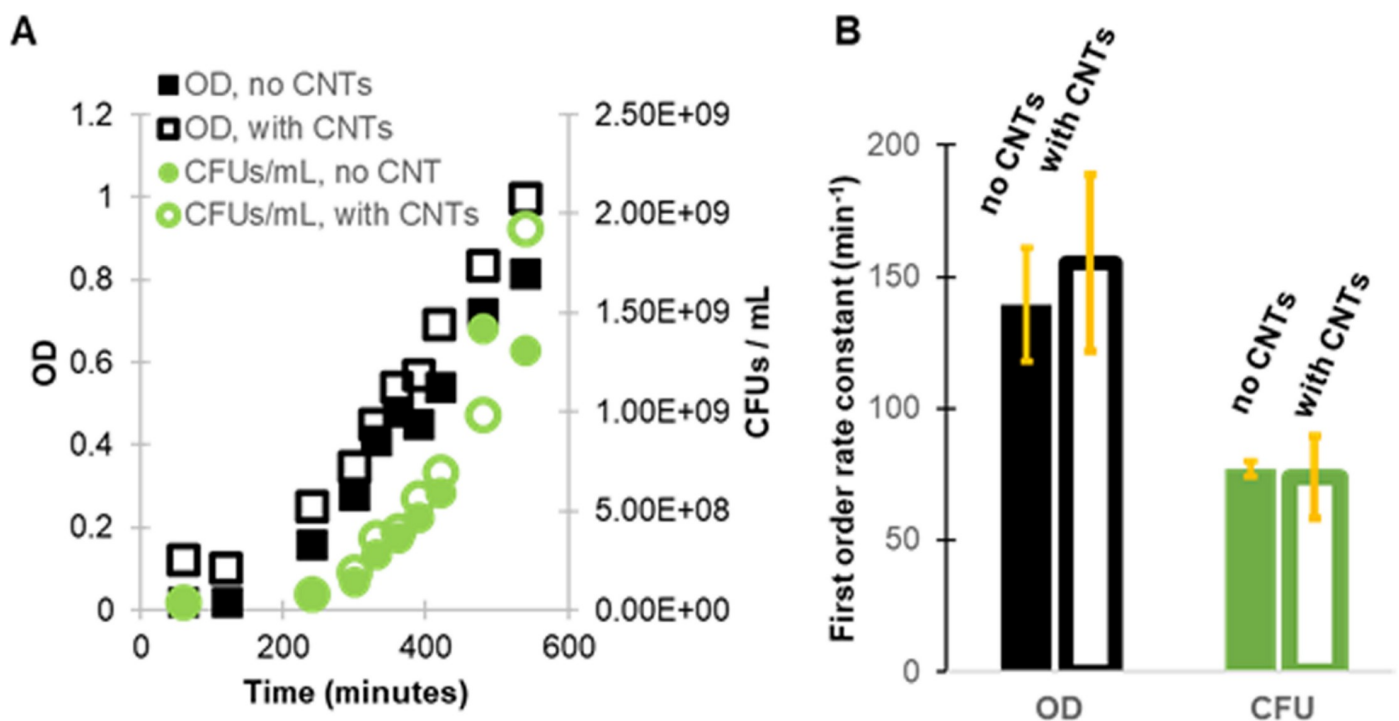 A
OD, no CNTs
OD, with CNTs
CFUs/mL, no CNT
CFUs/mL, with CNTs
1.2
1
0.8
0.6
0.4
0.2
0
OD
2.50E+09
2.00E+09
1.50E+09
1.00E+09
5.00E+08
0.00E+00
CFUs / mL
0
200
400
600
Time (minutes)
B
First order rate constant (min⁻¹)
200
150
100
50
0
no CNTs
with CNTs
no CNTs
with CNTs
OD
CFU